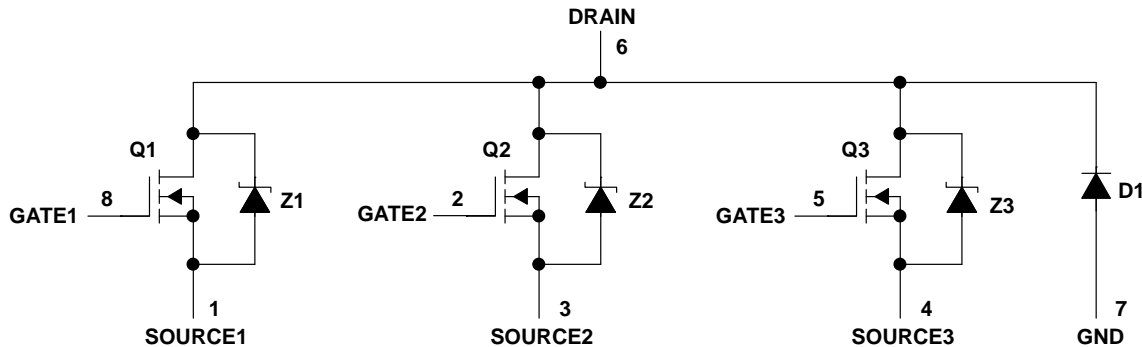 DRAIN
6
Q1
Q2
Q3
8
GATE1
Z1
2
GATE2
Z2
5
GATE3
Z3
D1
1
SOURCE1
3
SOURCE2
4
SOURCE3
7
GND